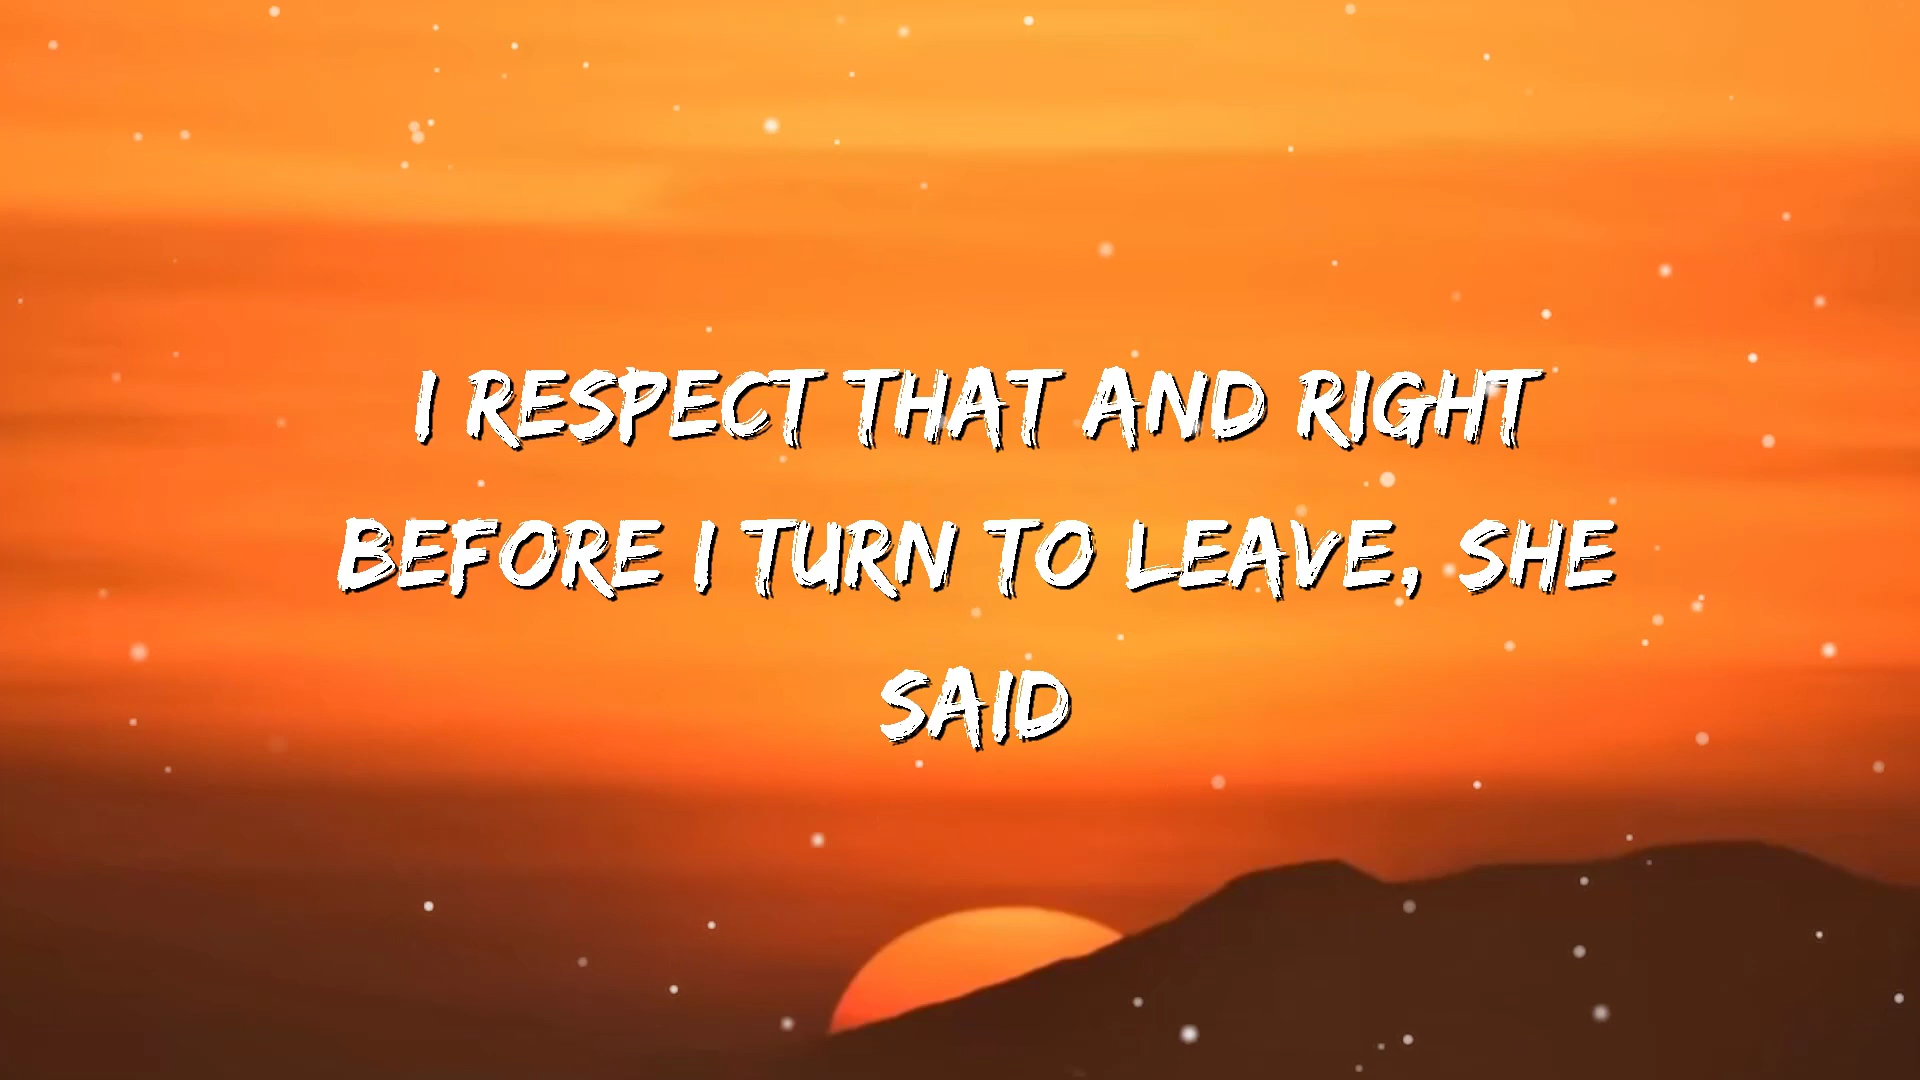 I RESPECT THAT AND RIGHT
BEFORE I TURN TO LEAVE, SHE
SAID